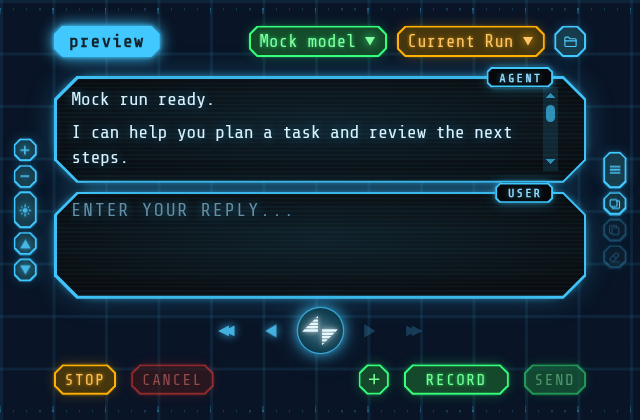 preview
Mock model
Current Run
AGENT
Mock run ready.
I can help you plan a task and review the next
steps.
USER
ENTER YOUR REPLY...
STOP
CANCEL
RECORD
SEND